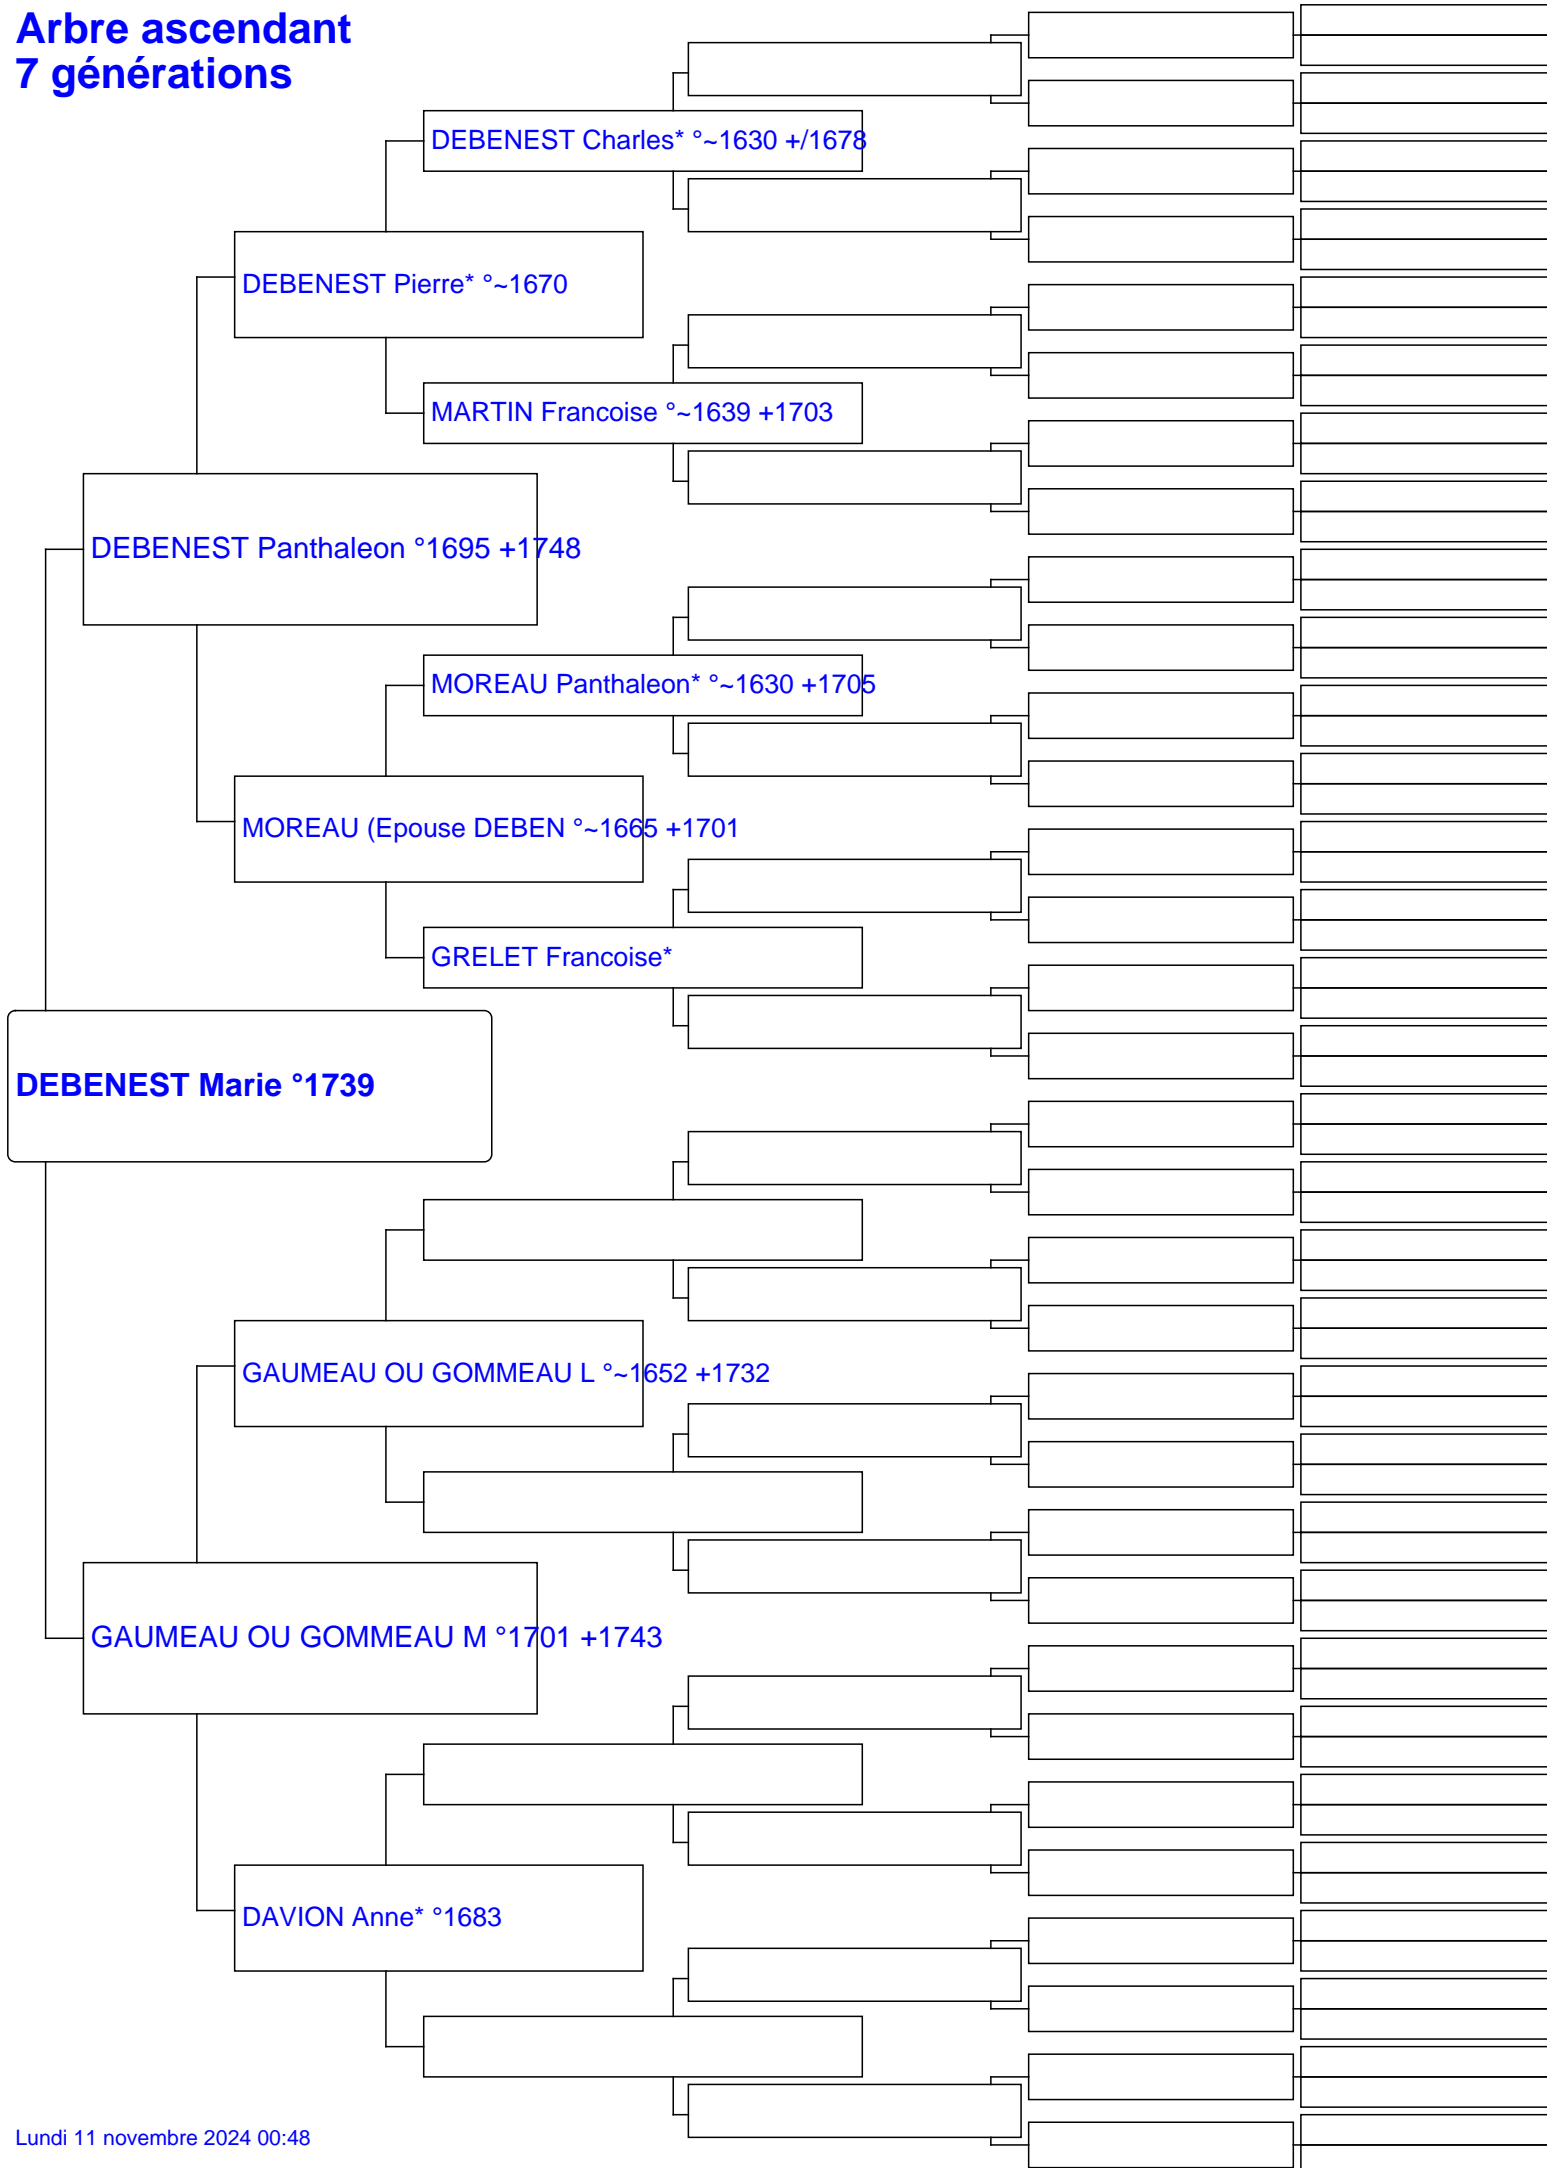 Arbre ascendant
7 générations
DEBENEST Charles* °~1630 +/1678
DEBENEST Pierre* °~1670
MARTIN Francoise °~1639 +1703
DEBENEST Panthaleon °1695 +1748
MOREAU Panthaleon* °~1630 +1705
MOREAU (Epouse DEBEN °~1665 +1701
GRELET Francoise*
DEBENEST Marie °1739
GAUMEAU OU GOMMEAU L °~1652 +1732
GAUMEAU OU GOMMEAU M °1701 +1743
DAVION Anne* °1683
Lundi 11 novembre 2024 00:48